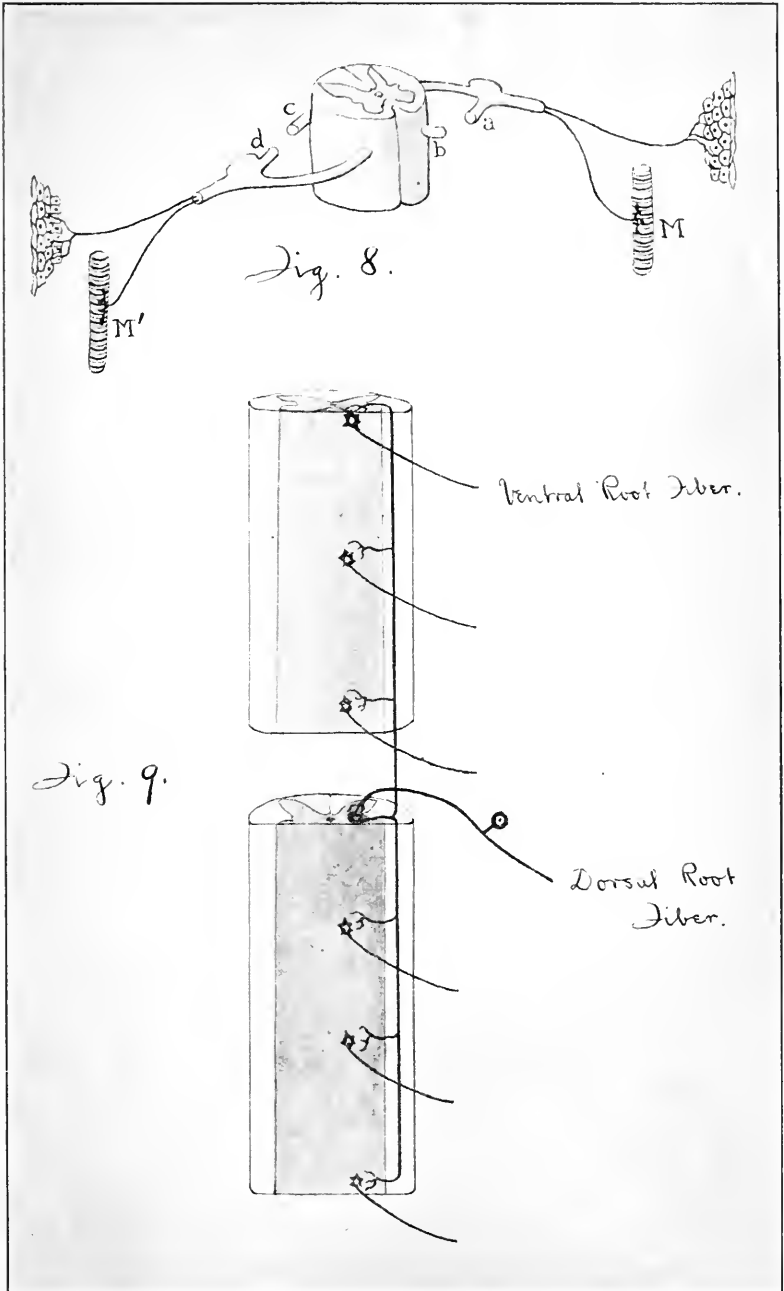 c
a
d
b
M
Fig. 8.
M'
Ventral Root Fiber.
Fig. 9.
Dorsal Root
Fiber.